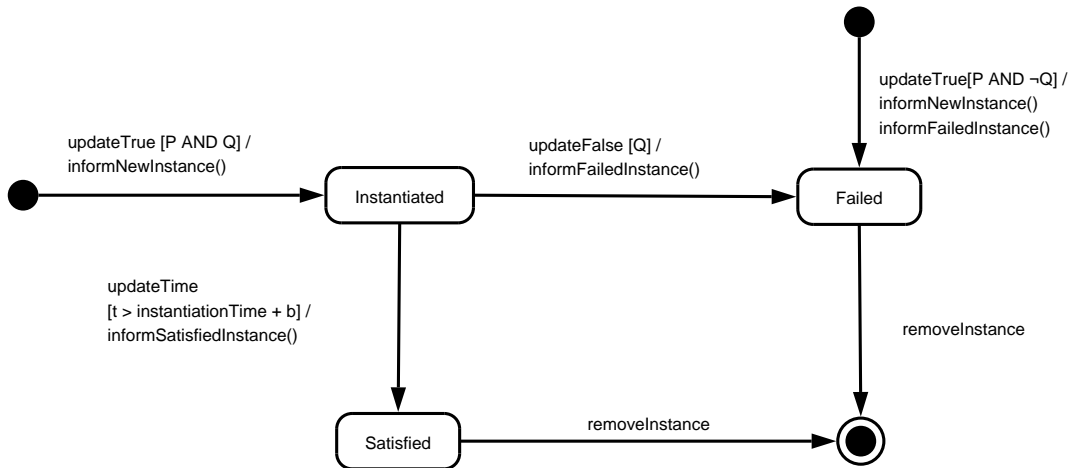 updateTrue[P AND ¬Q] /
informNewInstance()
informFailedInstance()
updateTrue [P AND Q] /
informNewInstance()
updateFalse [Q] /
informFailedInstance()
Instantiated
Failed
updateTime
[t > instantiationTime + b] /
informSatisfiedInstance()
removeInstance
Satisfied
removeInstance